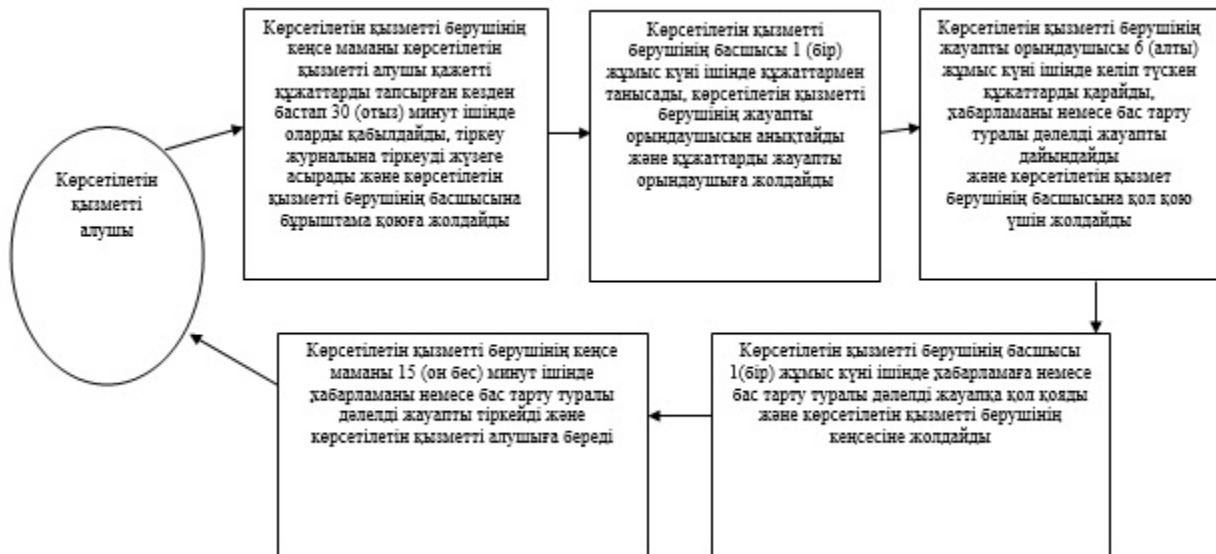 Көрсетілетін
қызметті
алушы
Көрсетілетін қызметті берушінің
кеңсе маманы көрсетілетін
қызметті алушы қажетті
құжаттарды тапсырған кезден
бастап 30 (отыз) минут ішінде
оларды қабылдайды, тіркеу
журналына тіркеуді жүзеге
асырады және көрсетілетін
қызметті берушінің басшысына
бұрыштама қоюға жолдайды
Көрсетілетін қызметті
берушінің басшысы 1 (бір)
жұмыс күні ішінде құжаттармен
танысады, көрсетілетін қызметті
берушінің жауапты
орындаушысын анықтайды
және құжаттарды жауапты
орындаушыға жолдайды
Көрсетілетін қызметті берушінің
жауапты орындаушысы 6 (алты)
жұмыс күні ішінде келіп түскен
құжаттарды қарайды,
хабарламаны немесе бас тарту
туралы дәлелді жауапты
дайындайды
және көрсетілетін қызмет
берушінің басшысына қол қою
үшін жолдайды
Көрсетілетін қызметті берушінің басшысы
1(бір) жұмыс күні ішінде хабарламаға немесе
бас тарту туралы дәлелді жауапқа қол қояды
және көрсетілетін қызметті берушінің
кеңсесіне жолдайды
Көрсетілетін қызметті берушінің кеңсе
маманы 15 (он бес) минут ішінде
хабарламаны немесе бас тарту туралы
дәлелді жауапты тіркейді және
көрсетілетін қызметті алушыға береді